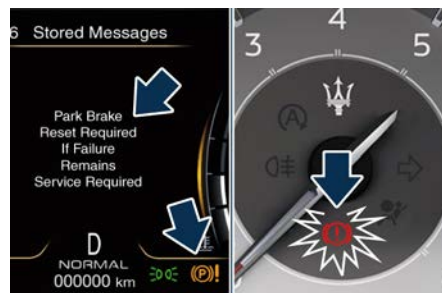 6 Stored Messages
Park Brake
Reset Required
If Failure
Remains
Service Required
D
NORMAL
000000 km
(P)!
3
4
5
A
(!)